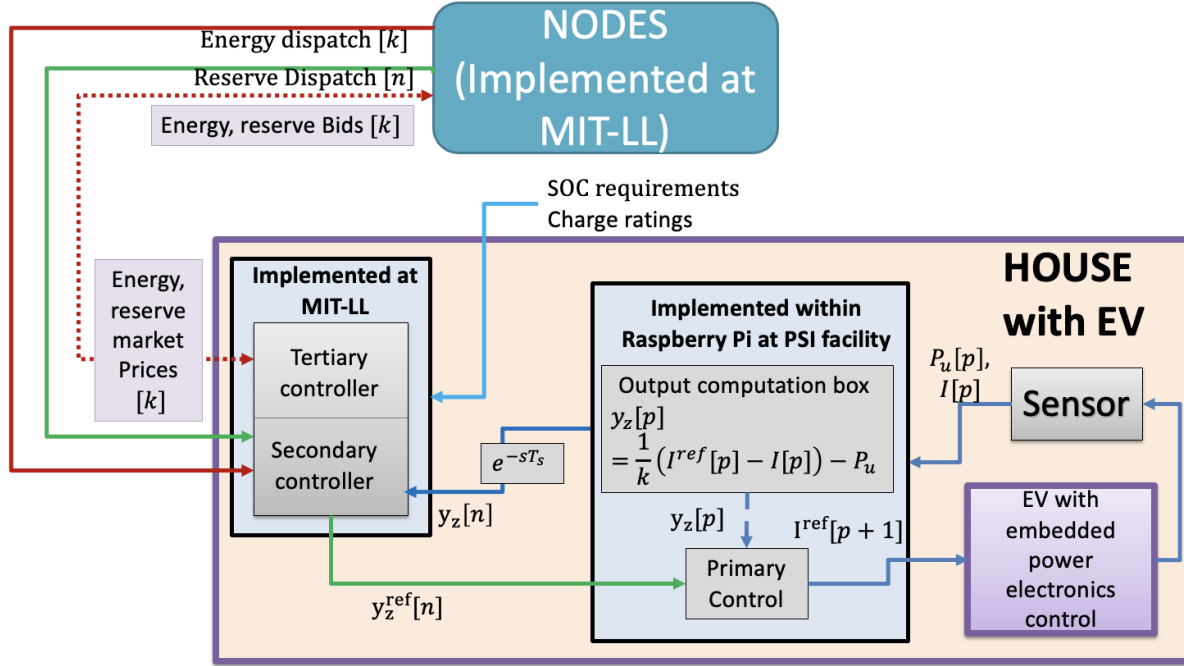 NODES
(Implemented at
MIT-LL)
Energy dispatch [k]
Reserve Dispatch [n]
Energy, reserve Bids [k]
SOC requirements
Charge ratings
HOUSE
with EV
Energy,
reserve
market
Prices
[k]
Implemented at
MIT-LL
Tertiary
controller
Secondary
controller
e^{-sT_s}
y_z[n]
y_z^{ref}[n]
Implemented within
Raspberry Pi at PSI facility
Output computation box
y_z[p]
= \frac{1}{k} (I^{ref}[p] − I[p]) − P_u
y_z[p]
I^{ref}[p + 1]
Primary
Control
P_u[p],
I[p]
Sensor
EV with
embedded
power
electronics
control